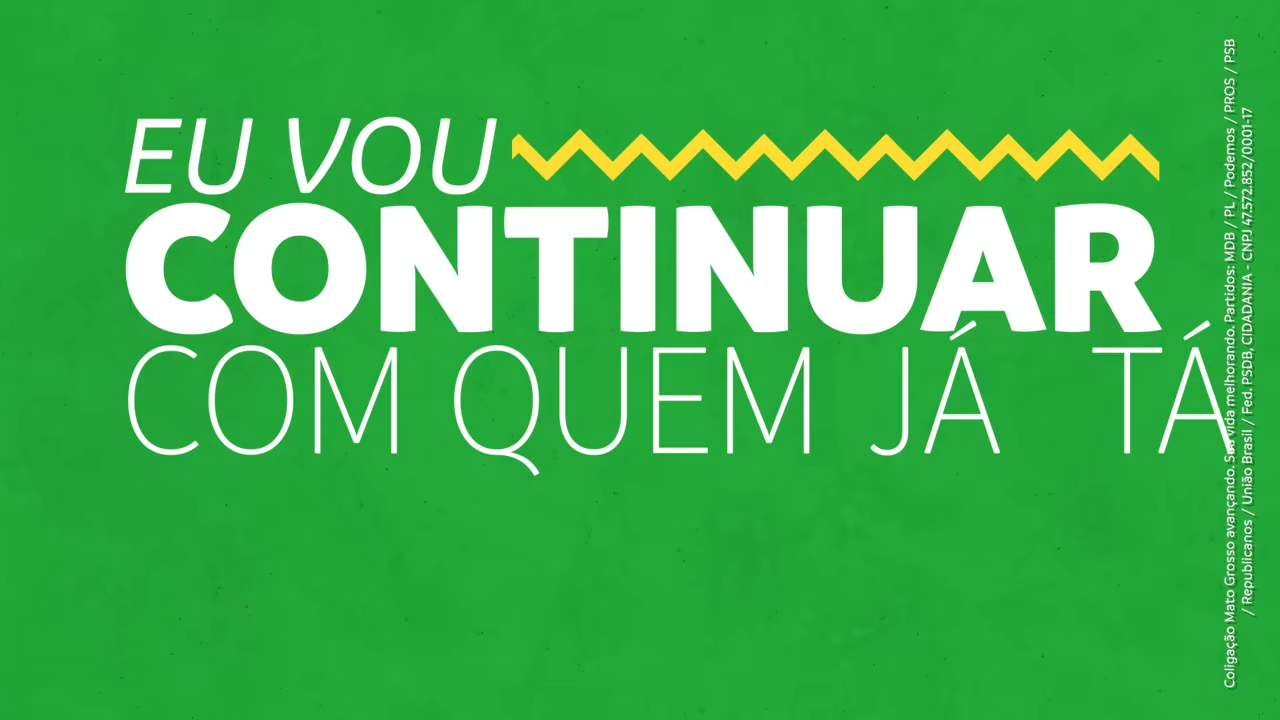 EU VOU
CONTINUAR
COM QUEM JÁ TÁ
Coligação Mato Grosso avançando. Sua vida melhorando. Partidos: MDB / PL / Podemos / PROS / PSB
/ Republicanos / União Brasil / Fed. PSDB, CIDADANIA - CNPJ 47.572.852/0001-17